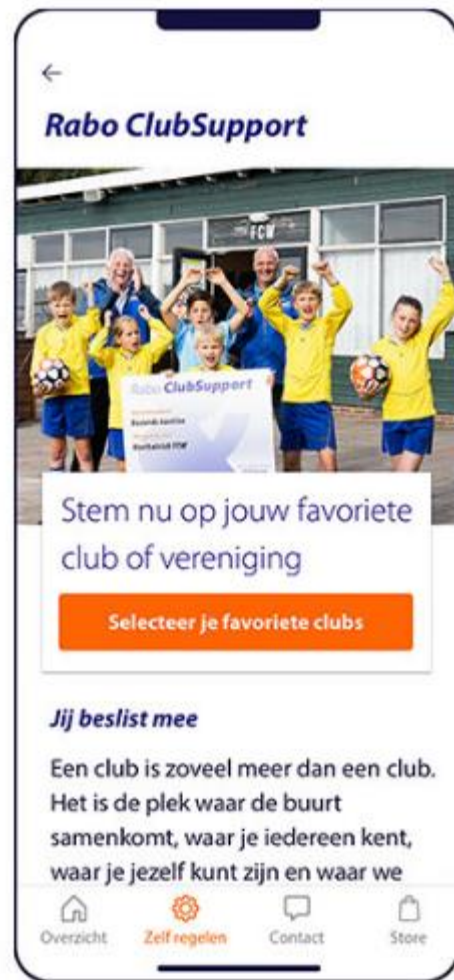 Rabo ClubSupport
FCW
Rabo ClubSupport
Stem nu op jouw favoriete
club of vereniging
Selecteer je favoriete clubs
Jij beslist mee
Een club is zoveel meer dan een club.
Het is de plek waar de buurt
samenkomt, waar je iedereen kent,
waar je jezelf kunt zijn en waar we
Overzicht
Zelf regelen
Contact
Store